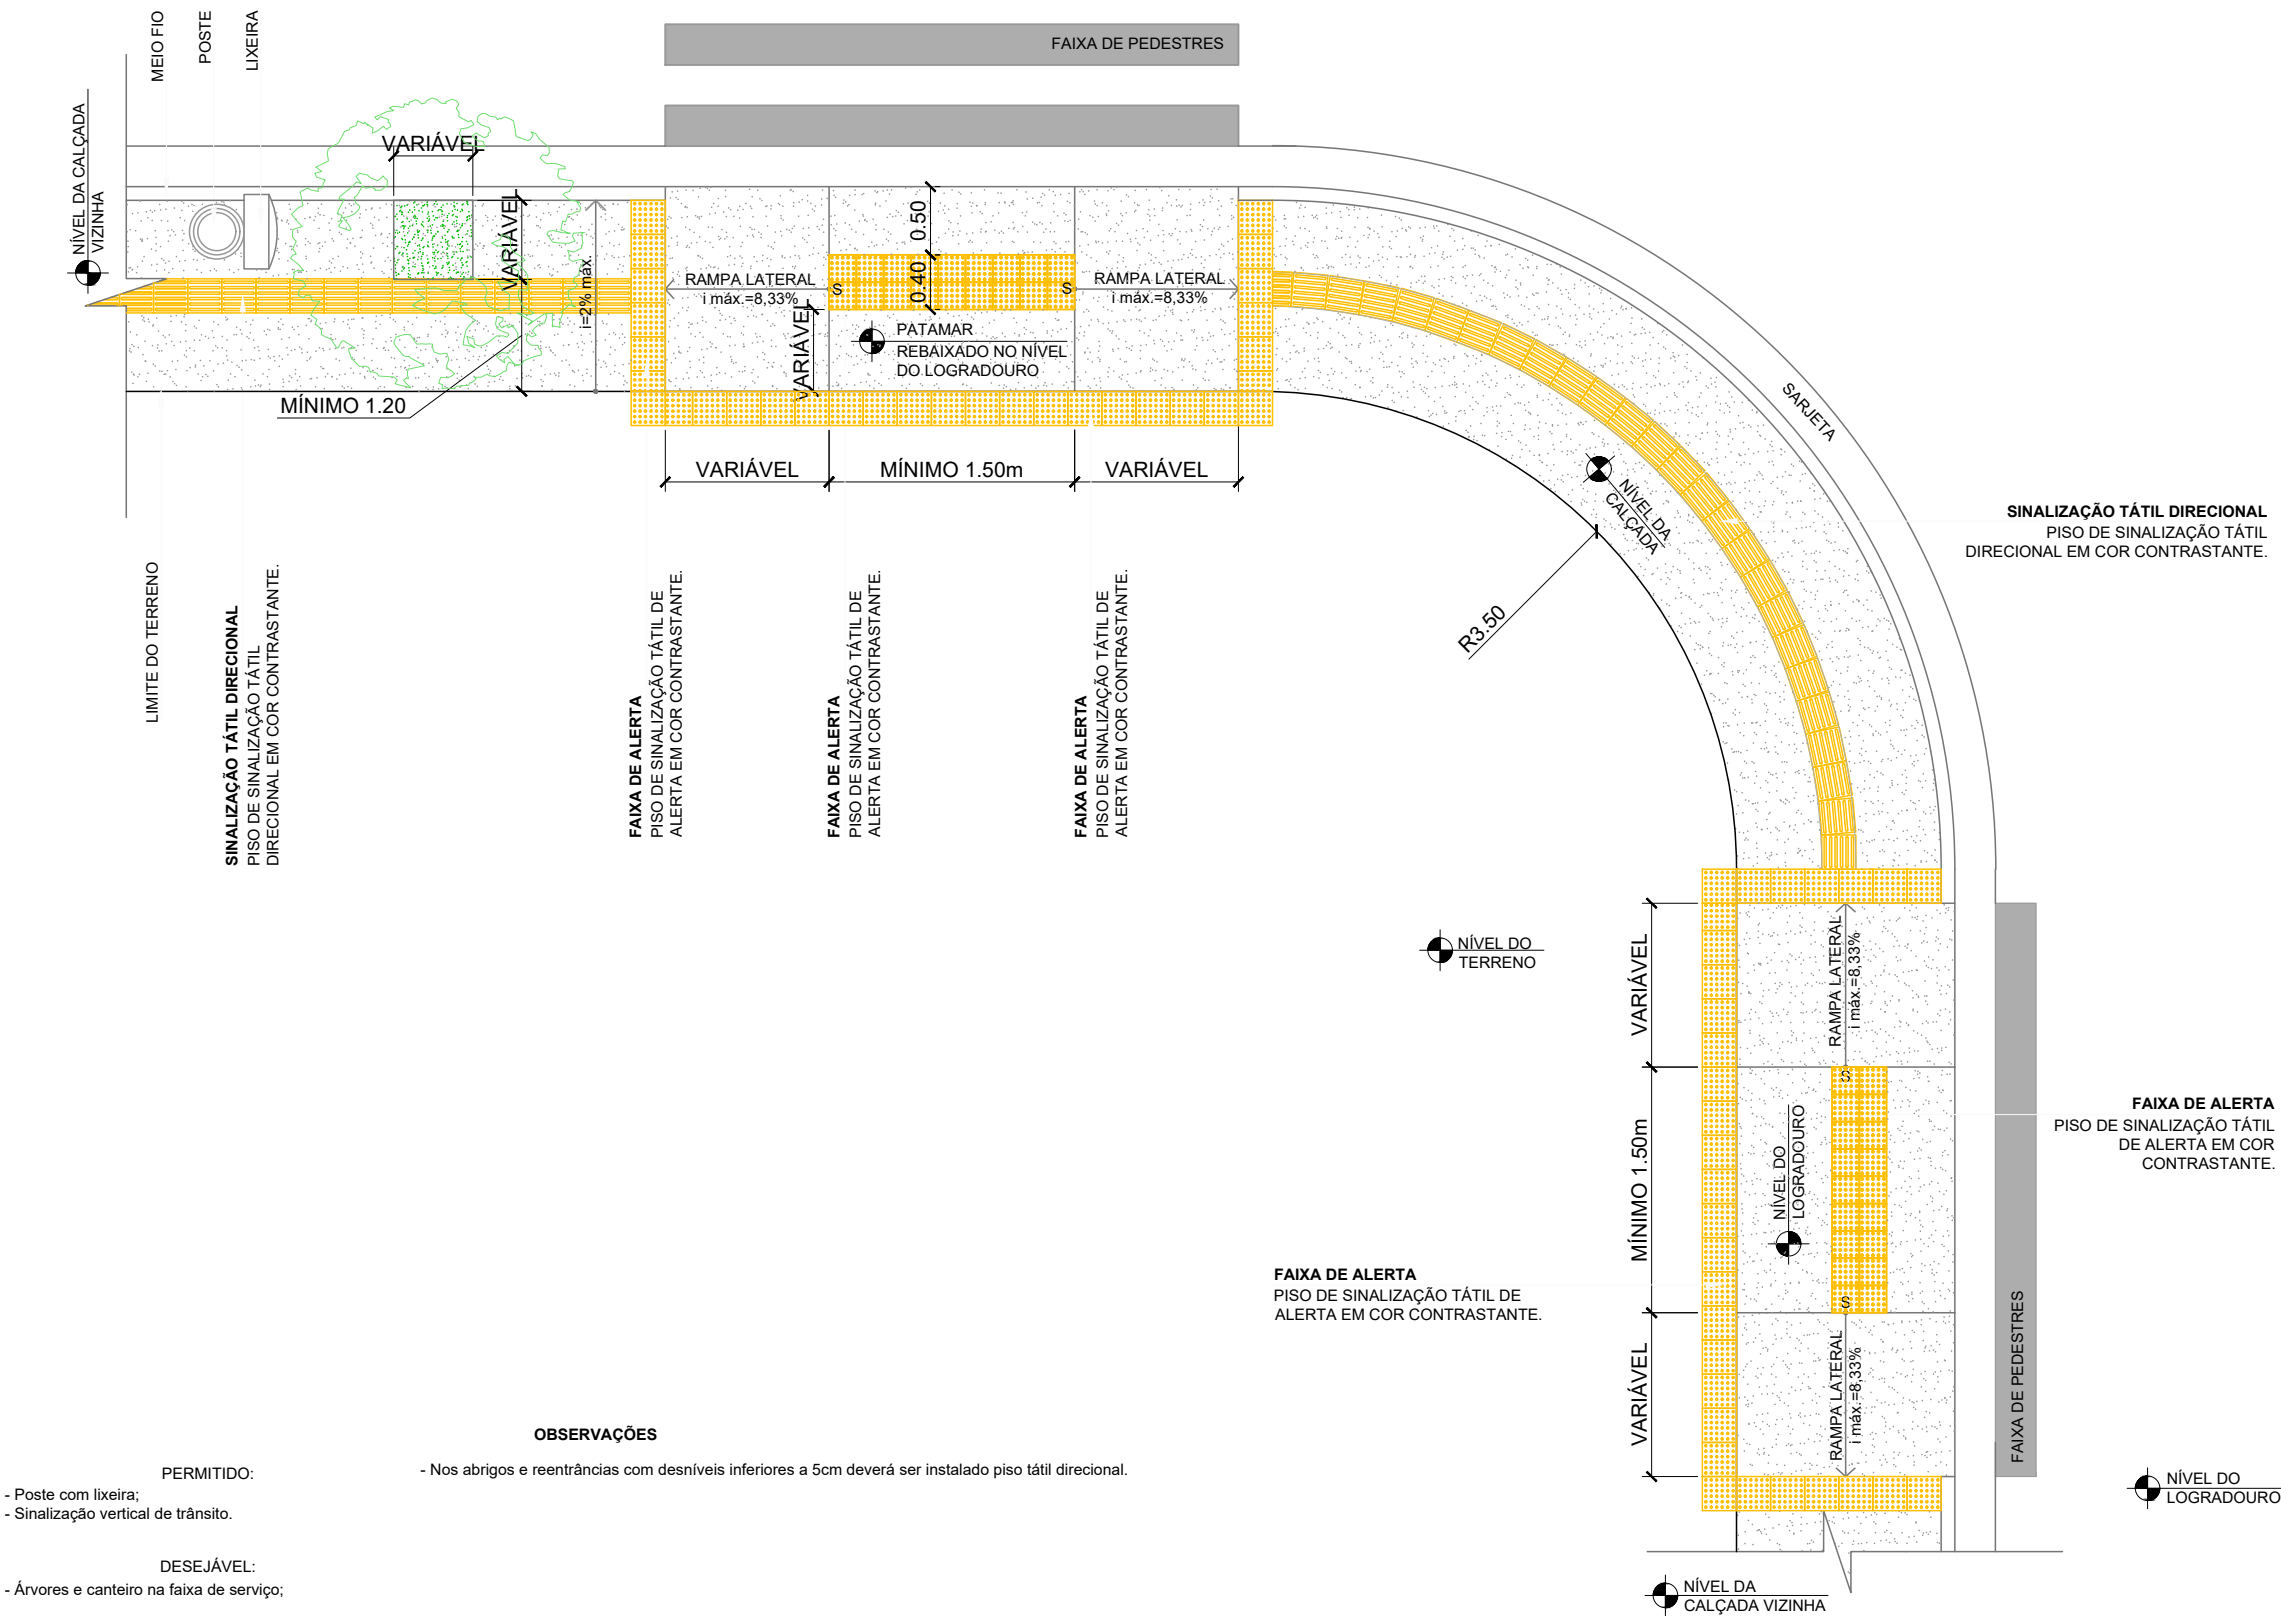 MEIO FIO
POSTE
LIXEIRA
FAIXA DE PEDESTRES
NÍVEL DA CALÇADA
VIZINHA
VARIÁVEL
VARIÁVEL
i=2% máx.
MÍNIMO 1.20
RAMPA LATERAL
i máx.=8,33%
0.50
0.40
S
S
VARIÁVEL
PATAMAR
REBAIXADO NO NÍVEL
DO LOGRADOURO
RAMPA LATERAL
i máx.=8,33%
VARIÁVEL
MÍNIMO 1.50m
VARIÁVEL
SARJETA
NÍVEL DA
CALÇADA
R3.50
SINALIZAÇÃO TÁTIL DIRECIONAL
PISO DE SINALIZAÇÃO TÁTIL
DIRECIONAL EM COR CONTRASTANTE.
LIMITE DO TERRENO
SINALIZAÇÃO TÁTIL DIRECIONAL
PISO DE SINALIZAÇÃO TÁTIL
DIRECIONAL EM COR CONTRASTANTE.
FAIXA DE ALERTA
PISO DE SINALIZAÇÃO TÁTIL DE
ALERTA EM COR CONTRASTANTE.
FAIXA DE ALERTA
PISO DE SINALIZAÇÃO TÁTIL DE
ALERTA EM COR CONTRASTANTE.
FAIXA DE ALERTA
PISO DE SINALIZAÇÃO TÁTIL DE
ALERTA EM COR CONTRASTANTE.
NÍVEL DO
TERRENO
VARIÁVEL
RAMPA LATERAL
i máx.=8,33%
S
MÍNIMO 1.50m
NÍVEL DO
LOGRADOURO
S
FAIXA DE ALERTA
PISO DE SINALIZAÇÃO TÁTIL
DE ALERTA EM COR
CONTRASTANTE.
FAIXA DE ALERTA
PISO DE SINALIZAÇÃO TÁTIL DE
ALERTA EM COR CONTRASTANTE.
VARIÁVEL
RAMPA LATERAL
i máx.=8,33%
FAIXA DE PEDESTRES
NÍVEL DO
LOGRADOURO
NÍVEL DA
CALÇADA VIZINHA
OBSERVAÇÕES
- Nos abrigos e reentrâncias com desníveis inferiores a 5cm deverá ser instalado piso tátil direcional.
PERMITIDO:
- Poste com lixeira;
- Sinalização vertical de trânsito.
DESEJÁVEL:
- Árvores e canteiro na faixa de serviço;